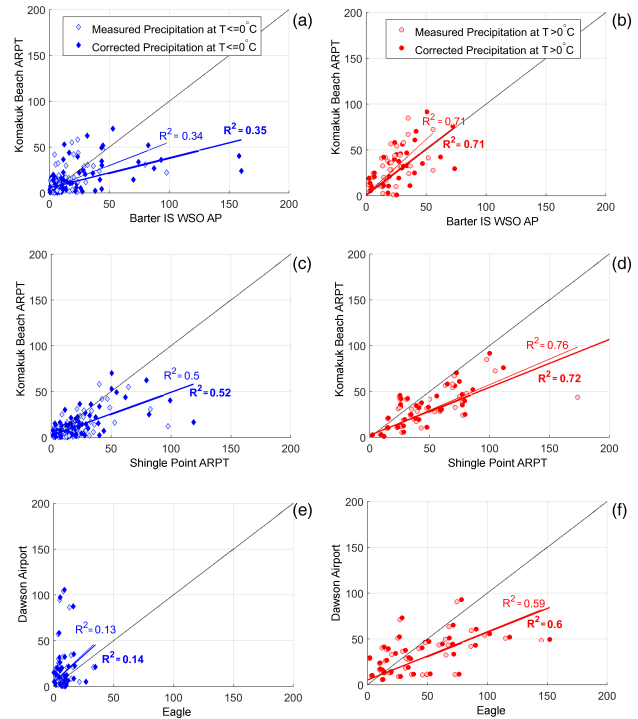 (a)
Measured Precipitation at T<=0°C
Corrected Precipitation at T<=0°C
200
150
100
50
0
Komakuk Beach ARPT
R²= 0.34
R²= 0.35
0 50 100 150 200
Barter IS WSO AP
(b)
Measured Precipitation at T>0°C
Corrected Precipitation at T>0°C
200
150
100
50
0
Komakuk Beach ARPT
R²= 0.71
R²= 0.71
0 50 100 150 200
Barter IS WSO AP
(c)
200
150
100
50
0
Komakuk Beach ARPT
R²= 0.5
R²= 0.52
0 50 100 150 200
Shingle Point ARPT
(d)
200
150
100
50
0
Komakuk Beach ARPT
R²= 0.76
R²= 0.72
0 50 100 150 200
Shingle Point ARPT
(e)
200
150
100
50
0
Dawson Airport
R²= 0.13
R²= 0.14
0 50 100 150 200
Eagle
(f)
200
150
100
50
0
Dawson Airport
R²= 0.59
R²= 0.6
0 50 100 150 200
Eagle